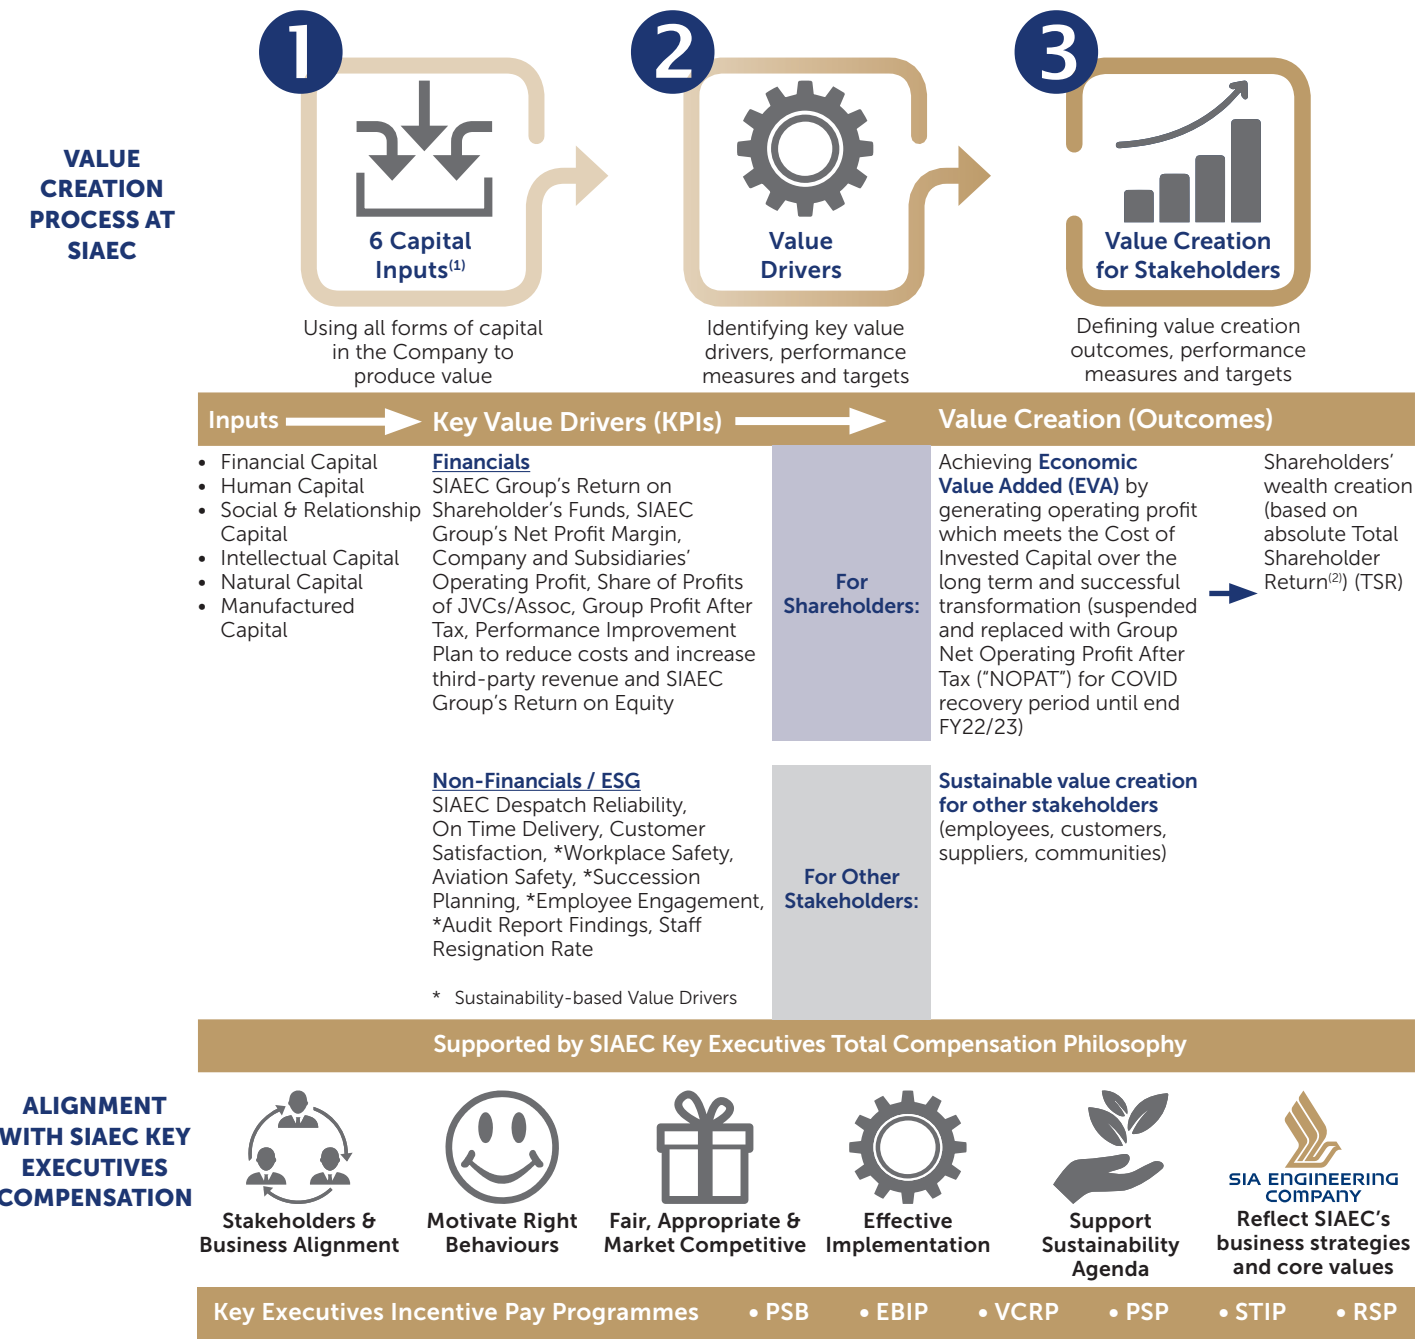 1
2
3
VALUE
CREATION
PROCESS AT
SIAEC
6 Capital
Inputs(1)
Value
Drivers
Value Creation
for Stakeholders
Using all forms of capital
in the Company to
produce value
Identifying key value
drivers, performance
measures and targets
Defining value creation
outcomes, performance
measures and targets
Inputs
Key Value Drivers (KPIs)
Value Creation (Outcomes)
• Financial Capital
• Human Capital
• Social & Relationship
Capital
• Intellectual Capital
• Natural Capital
• Manufactured
Capital
Financials
SIAEC Group's Return on
Shareholder's Funds, SIAEC
Group's Net Profit Margin,
Company and Subsidiaries'
Operating Profit, Share of Profits
of JVCs/Assoc, Group Profit After
Tax, Performance Improvement
Plan to reduce costs and increase
third-party revenue and SIAEC
Group's Return on Equity
For
Shareholders:
Achieving Economic
Value Added (EVA) by
generating operating profit
which meets the Cost of
Invested Capital over the
long term and successful
transformation (suspended
and replaced with Group
Net Operating Profit After
Tax ("NOPAT") for COVID
recovery period until end
FY22/23)
Shareholders'
wealth creation
(based on
absolute Total
Shareholder
Return(2)) (TSR)
Non-Financials / ESG
SIAEC Despatch Reliability,
On Time Delivery, Customer
Satisfaction, *Workplace Safety,
Aviation Safety, *Succession
Planning, *Employee Engagement,
*Audit Report Findings, Staff
Resignation Rate
* Sustainability-based Value Drivers
For Other
Stakeholders:
Sustainable value creation
for other stakeholders
(employees, customers,
suppliers, communities)
Supported by SIAEC Key Executives Total Compensation Philosophy
ALIGNMENT
WITH SIAEC KEY
EXECUTIVES
COMPENSATION
Stakeholders &
Business Alignment
Motivate Right
Behaviours
Fair, Appropriate &
Market Competitive
Effective
Implementation
Support
Sustainability
Agenda
SIA ENGINEERING
COMPANY
Reflect SIAEC's
business strategies
and core values
Key Executives Incentive Pay Programmes • PSB • EBIP • VCRP • PSP • STIP • RSP